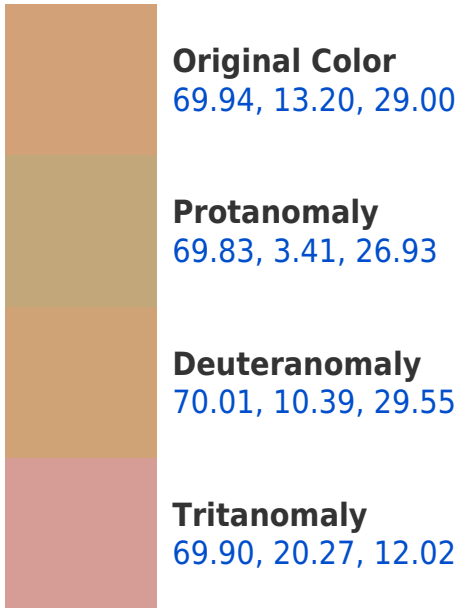 Original Color
69.94, 13.20, 29.00
Protanomaly
69.83, 3.41, 26.93
Deuteranomaly
70.01, 10.39, 29.55
Tritanomaly
69.90, 20.27, 12.02